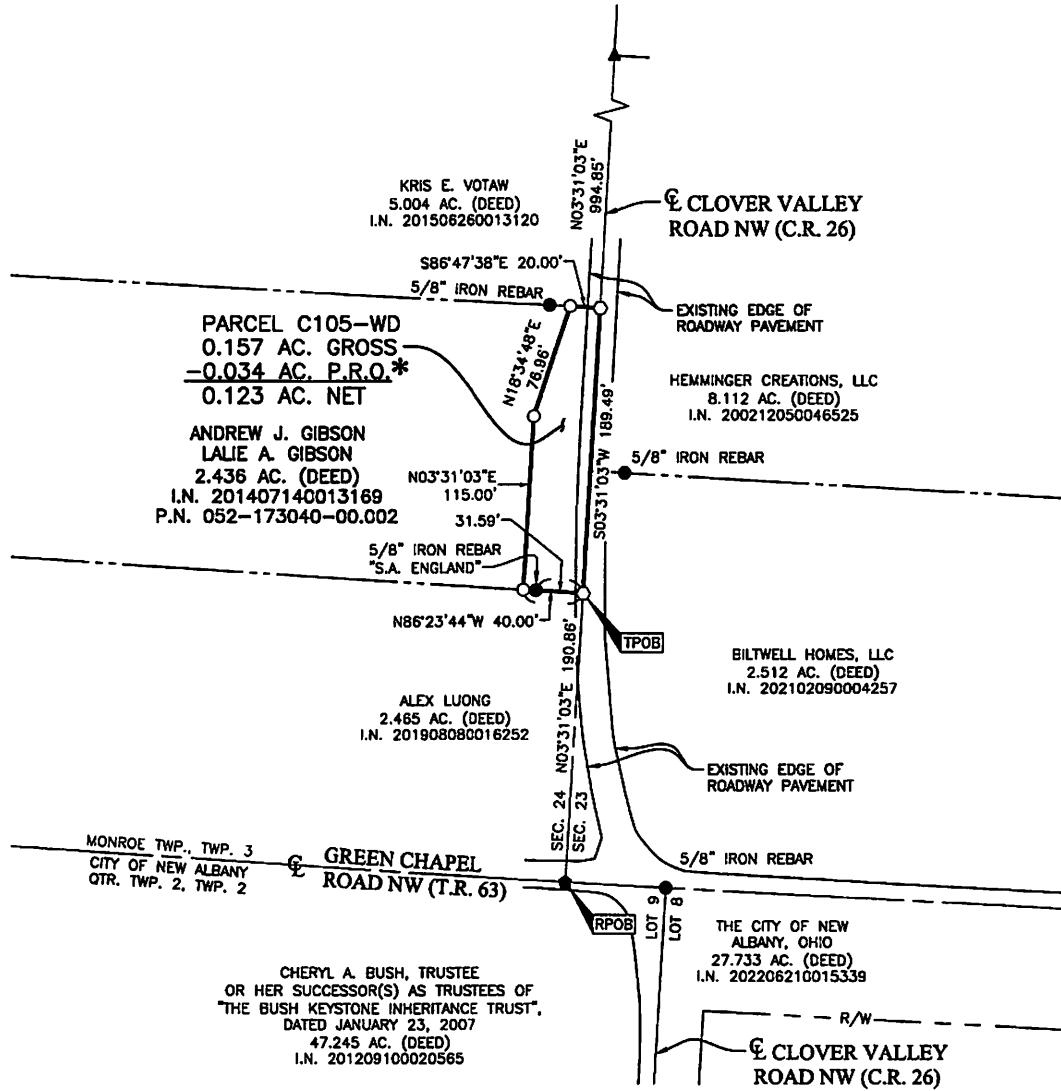 N03°31'03"E
994.85'
KRIS E. VOTAW
5.004 AC. (DEED)
I.N. 201506260013120
℄ CLOVER VALLEY
ROAD NW (C.R. 26)
S86°47'38"E 20.00'
5/8" IRON REBAR
EXISTING EDGE OF
ROADWAY PAVEMENT
PARCEL C105-WD
0.157 AC. GROSS
-0.034 AC. P.R.O.*
0.123 AC. NET
N18°34'48"E
76.96'
HEMMINGER CREATIONS, LLC
8.112 AC. (DEED)
I.N. 200212050046525
ANDREW J. GIBSON
LALIE A. GIBSON
2.436 AC. (DEED)
I.N. 201407140013169
P.N. 052-173040-00.002
S03°31'03"W 189.49'
5/8" IRON REBAR
N03°31'03"E
115.00'
31.59'
5/8" IRON REBAR
"S.A. ENGLAND"
N86°23'44"W 40.00'
TPOB
BILTWELL HOMES, LLC
2.512 AC. (DEED)
I.N. 202102090004257
N03°31'03"E 190.86'
ALEX LUONG
2.465 AC. (DEED)
I.N. 201908080016252
EXISTING EDGE OF
ROADWAY PAVEMENT
SEC. 24
SEC. 23
MONROE TWP., TWP. 3
CITY OF NEW ALBANY
QTR. TWP. 2, TWP. 2
℄ GREEN CHAPEL
ROAD NW (T.R. 63)
5/8" IRON REBAR
RPOB
LOT 9
LOT 8
THE CITY OF NEW
ALBANY, OHIO
27.733 AC. (DEED)
I.N. 202206210015339
CHERYL A. BUSH, TRUSTEE
OR HER SUCCESSOR(S) AS TRUSTEES OF
"THE BUSH KEYSTONE INHERITANCE TRUST",
DATED JANUARY 23, 2007
47.245 AC. (DEED)
I.N. 201209100020565
R/W
℄ CLOVER VALLEY
ROAD NW (C.R. 26)